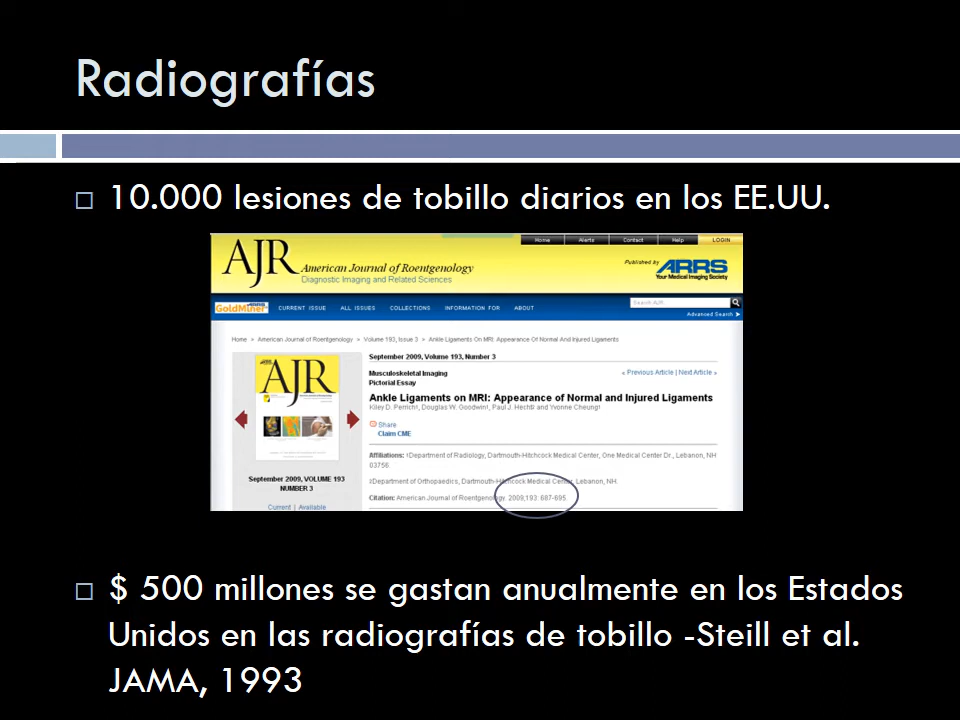 Radiografías
10.000 lesiones de tobillo diarios en los EE.UU.
Home Alerts Contact Help LOGIN
AJR American Journal of Roentgenology
Diagnostic Imaging and Related Sciences
Published by
ARRS
Your Medical Imaging Society
ARRS
GoldMiner
CURRENT ISSUE ALL ISSUES COLLECTIONS INFORMATION FOR ABOUT
Search AJR
Advanced Search
Home > American Journal of Roentgenology > Volume 193, Issue 3 > Ankle Ligaments On MRI: Appearance Of Normal And Injured Ligaments
AJR
September 2009, VOLUME 193
NUMBER 3
Current | Available
September 2009, Volume 193, Number 3
Musculoskeletal Imaging
Pictorial Essay
« Previous Article | Next Article »
Ankle Ligaments on MRI: Appearance of Normal and Injured Ligaments
Kiley D. Perrich1, Douglas W. Goodwin1, Paul J. Hecht2 and Yvonne Cheung1
Share
Claim CME
Affiliations: 1Department of Radiology, Dartmouth-Hitchcock Medical Center, One Medical Center Dr., Lebanon, NH
03756
2Department of Orthopaedics, Dartmouth-Hitchcock Medical Center, Lebanon, NH.
Citation: American Journal of Roentgenology. 2009;193: 687-695.
$ 500 millones se gastan anualmente en los Estados
Unidos en las radiografías de tobillo -Steill et al.
JAMA, 1993